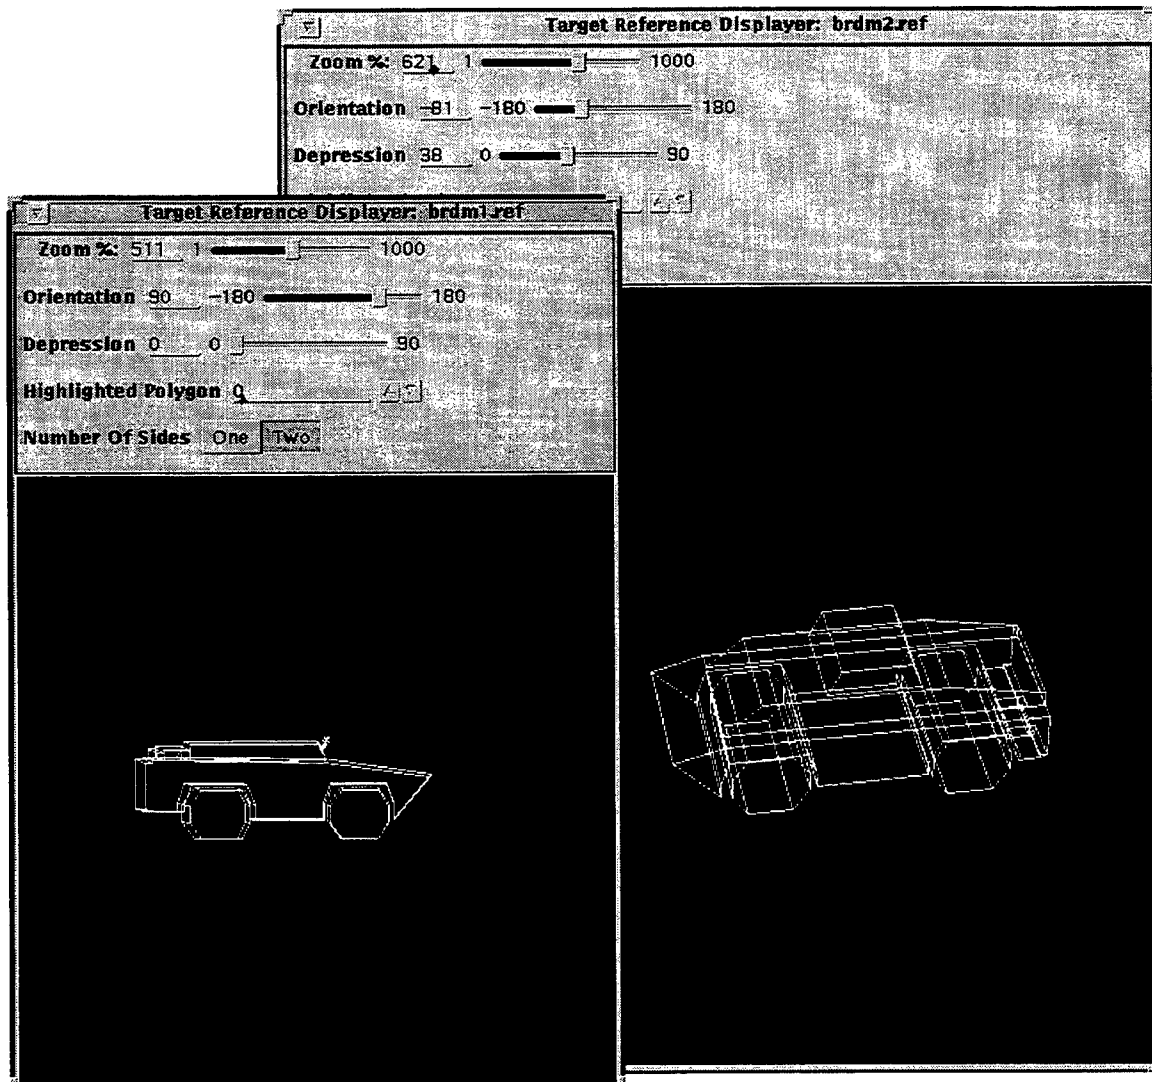 Target Reference Displayer: brdm2.ref
Zoom %: 621 1 1000
Orientation -81 -180 180
Depression 38 0 90
Target Reference Displayer: brdm1.ref
Zoom %: 511 1 1000
Orientation 90 -180 180
Depression 0 0 90
Highlighted Polygon 0
Number Of Sides One Two